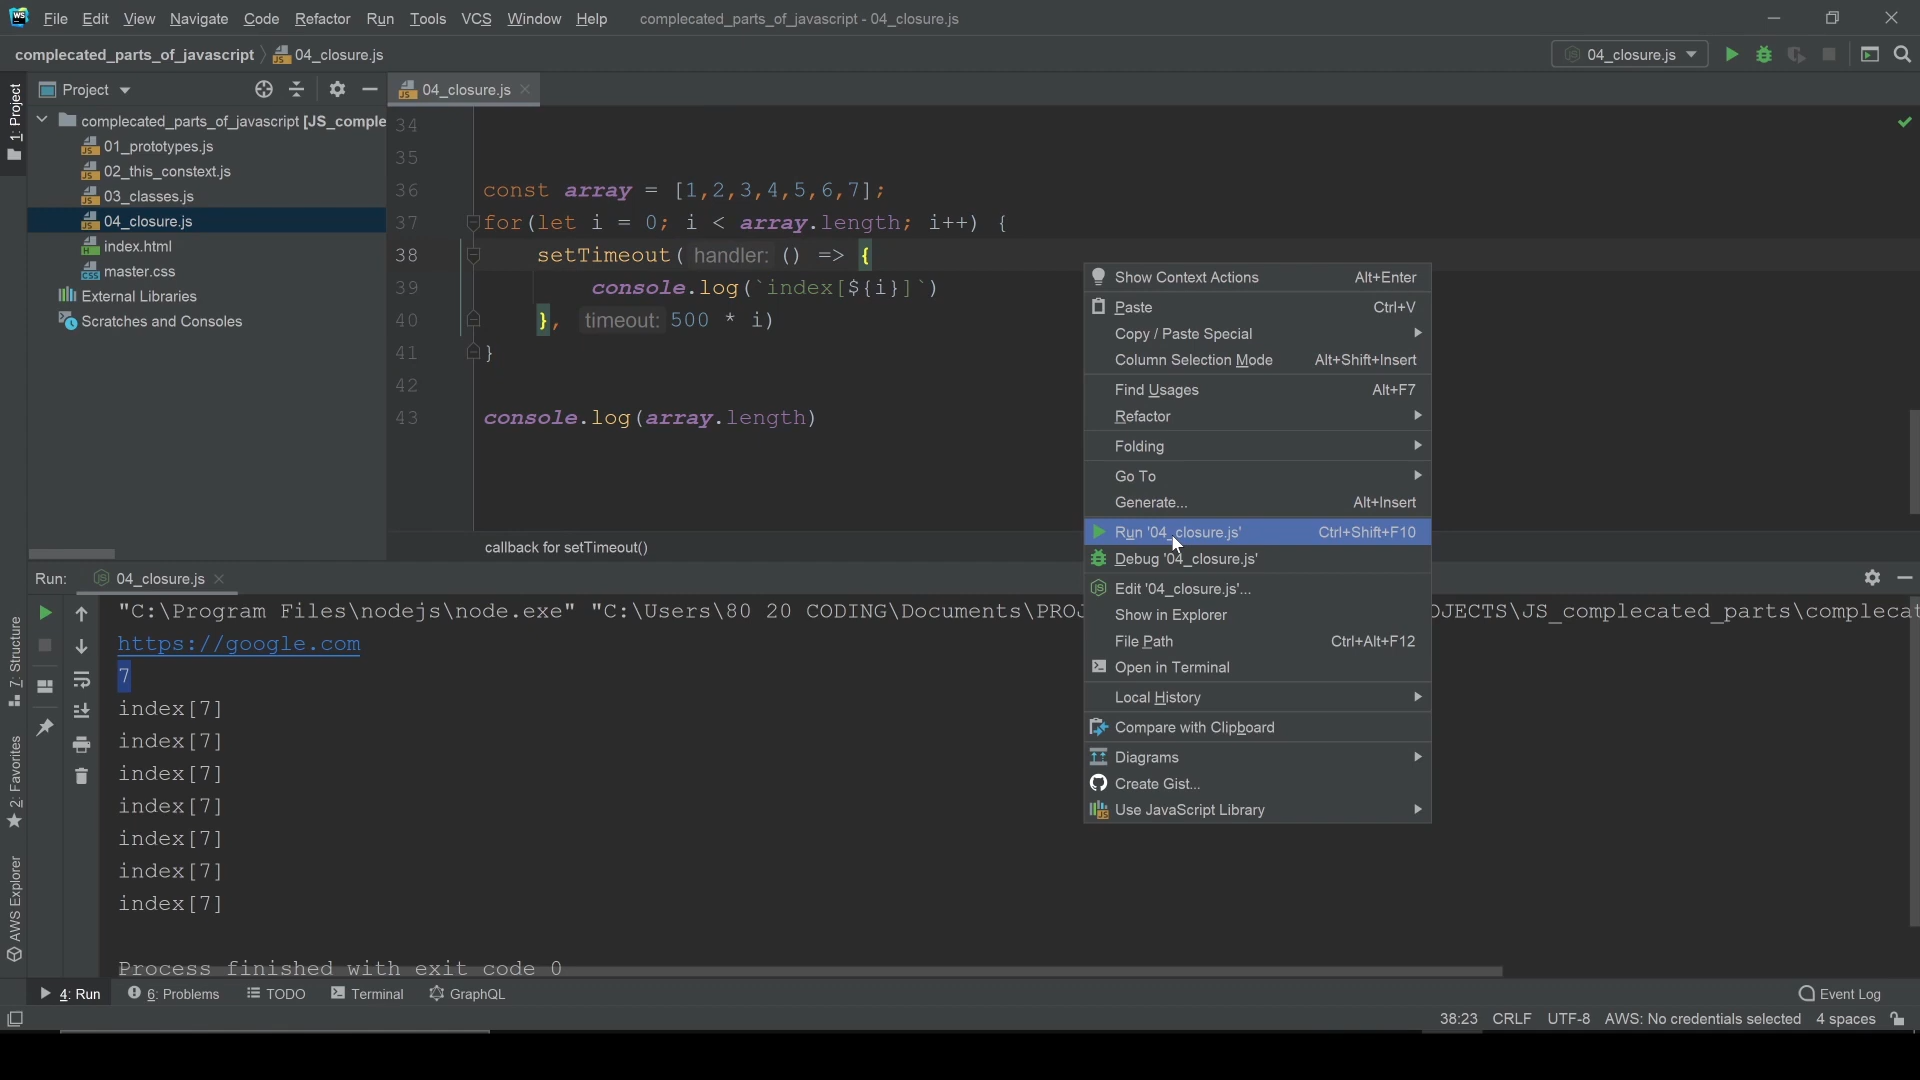 File Edit View Navigate Code Refactor Run Tools VCS Window Help complecated_parts_of_javascript - 04_closure.js
complecated_parts_of_javascript 04_closure.js
04_closure.js
Project
04_closure.js
1: Project
complecated_parts_of_javascript [JS_comple
01_prototypes.js
02_this_constext.js
03_classes.js
04_closure.js
index.html
master.css
External Libraries
Scratches and Consoles
34
35
36 const array = [1,2,3,4,5,6,7];
37 for(let i = 0; i < array.length; i++) {
38 setTimeout( handler: () => {
39 console.log(`index[${i}]`)
40 }, timeout: 500 * i)
41 }
42
43 console.log(array.length)
callback for setTimeout()
Show Context Actions Alt+Enter
Paste Ctrl+V
Copy / Paste Special
Column Selection Mode Alt+Shift+Insert
Find Usages Alt+F7
Refactor
Folding
Go To
Generate... Alt+Insert
Run '04_closure.js' Ctrl+Shift+F10
Debug '04_closure.js'
Edit '04_closure.js'...
Show in Explorer
File Path Ctrl+Alt+F12
Open in Terminal
Local History
Compare with Clipboard
Diagrams
Create Gist...
Use JavaScript Library
Run: 04_closure.js
"C:\Program Files\nodejs\node.exe" "C:\Users\80 20 CODING\Documents\PROJ JECTS\JS_complecated_parts\complecat
https://google.com
7
index[7]
index[7]
index[7]
index[7]
index[7]
index[7]
index[7]
Process finished with exit code 0
7: Structure
2: Favorites
AWS Explorer
4: Run 6: Problems TODO Terminal GraphQL Event Log
38:23 CRLF UTF-8 AWS: No credentials selected 4 spaces